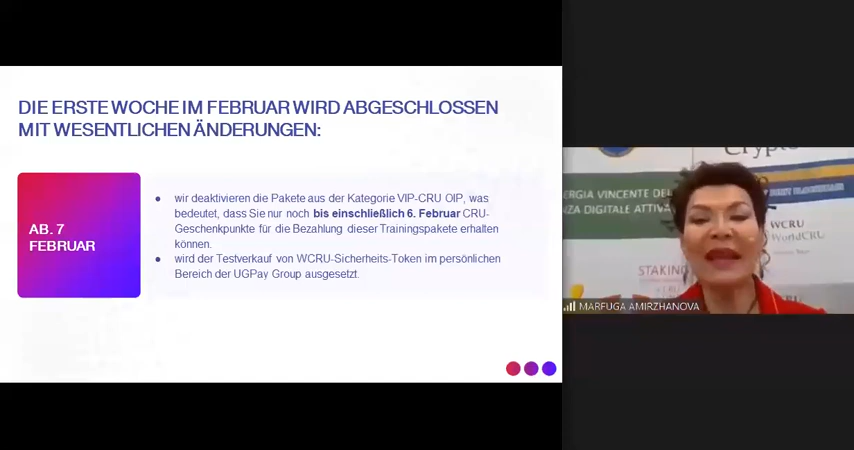 DIE ERSTE WOCHE IM FEBRUAR WIRD ABGESCHLOSSEN
MIT WESENTLICHEN ÄNDERUNGEN:
AB. 7
FEBRUAR
• wir deaktivieren die Pakete aus der Kategorie VIP-CRU OIP, was
bedeutet, dass Sie nur noch bis einschließlich 6. Februar CRU-
Geschenkpunkte für die Bezahlung dieser Trainingspakete erhalten
können.
• wird der Testverkauf von WCRU-Sicherheits-Token im persönlichen
Bereich der UGPay Group ausgesetzt.
Crypto
ERGIA VINCENTE DEL
NZA DIGITALE ATTIVA
WCRU
WorldCRU
STAKING
MARFUGA AMIRZHANOVA